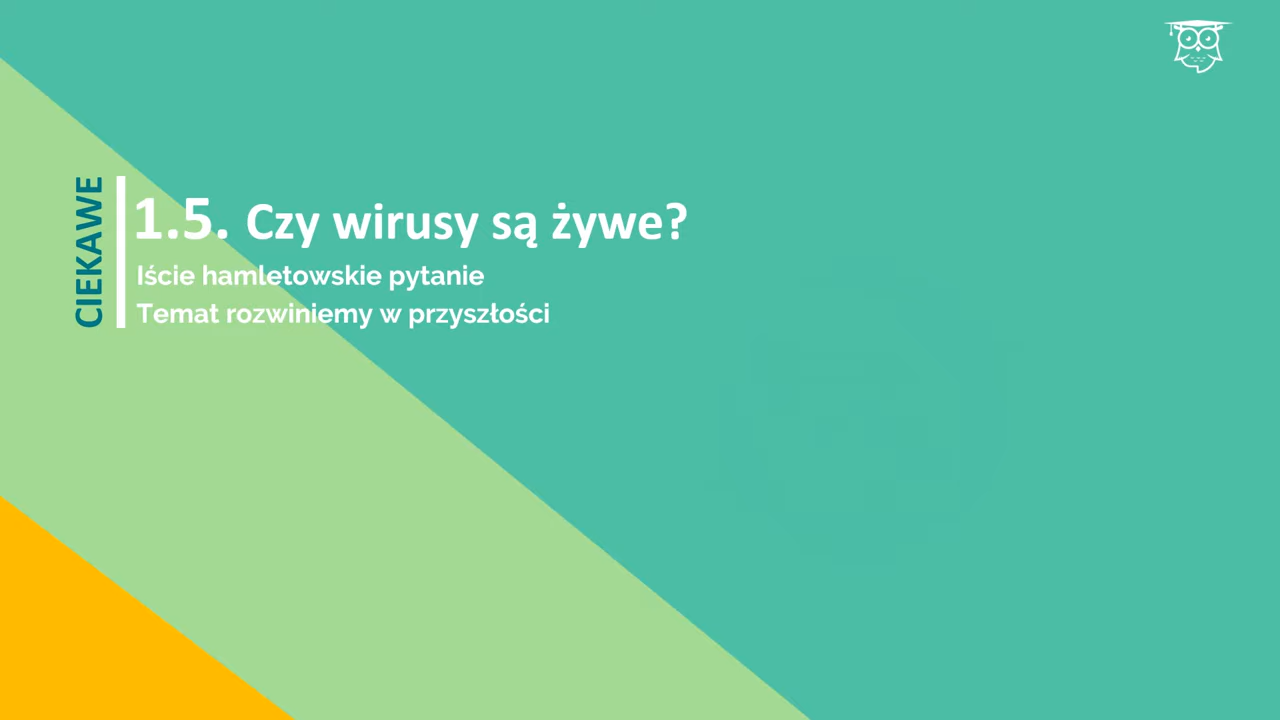 CIEKAWE
1.5. Czy wirusy są żywe?
Iście hamletowskie pytanie
Temat rozwiniemy w przyszłości